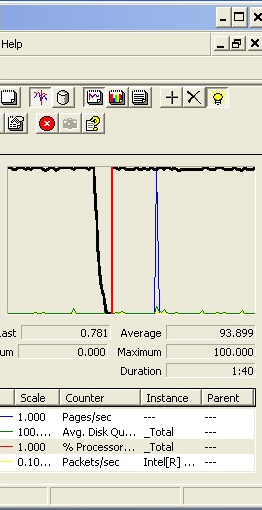 Help
ast 0.781 Average 93.899
um 0.000 Maximum 100.000
Duration 1:40
Scale Counter Instance Parent
1.000 Pages/sec --- ---
100.... Avg. Disk Qu... _Total ---
1.000 % Processor... _Total ---
0.10... Packets/sec Intel[R] ... ---